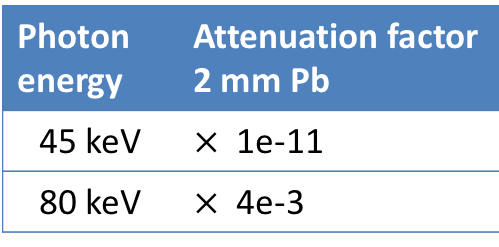 Photon energy Attenuation factor 2 mm Pb
45 keV × 1e-11
80 keV × 4e-3